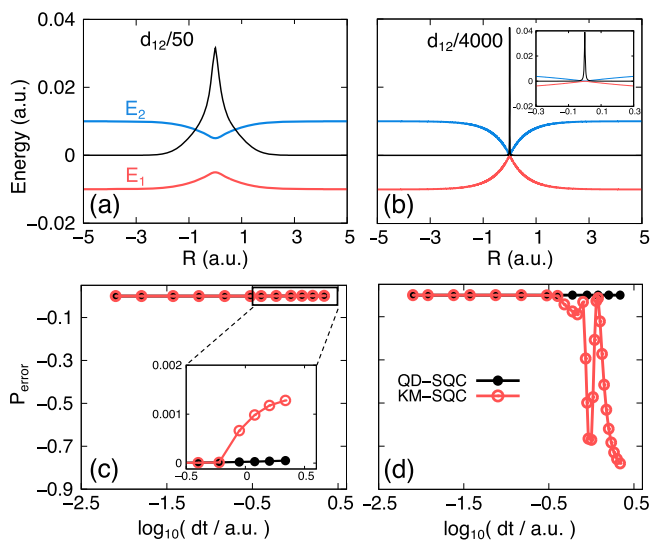 0.04
0.02
0
−0.02
Energy (a.u.)
d12/50
E2
E1
(a)
−5 −3 −1 1 3 5
R (a.u.)
d12/4000
0.04
0.02
0
−0.02
−0.3 0 0.3
(b)
−5 −3 −1 1 3 5
R (a.u.)
−0.1
−0.3
−0.5
−0.7
−0.9
Perror
0.002
0.001
0
−0.5 0 0.5
(c)
−2.5 −1.5 −0.5 0.5
log10( dt / a.u.)
QD−SQC
KM−SQC
(d)
−2.5 −1.5 −0.5 0.5
log10( dt / a.u.)